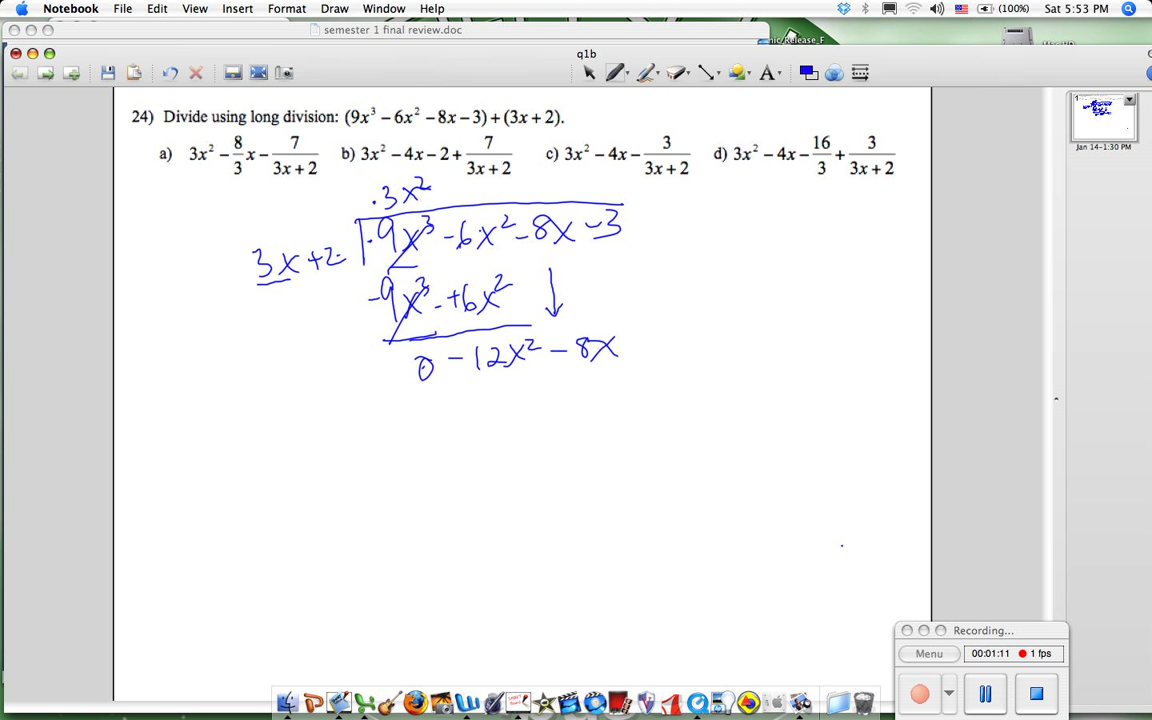 Notebook File Edit View Insert Format Draw Window Help (100%) Sat 5:53 PM
semester 1 final review.doc
q1b
24) Divide using long division: (9x³ − 6x² − 8x − 3) ÷ (3x + 2).
a) 3x² − 8/3 x − 7/(3x + 2) b) 3x² − 4x − 2 + 7/(3x + 2) c) 3x² − 4x − 3/(3x + 2) d) 3x² − 4x − 16/3 + 3/(3x + 2)
Jan 14-1:30 PM
3x²
3x + 2 9x³ − 6x² − 8x − 3
−9x³ − +6x²
0 − 12x² − 8x
Recording...
Menu 00:01:11 1 fps